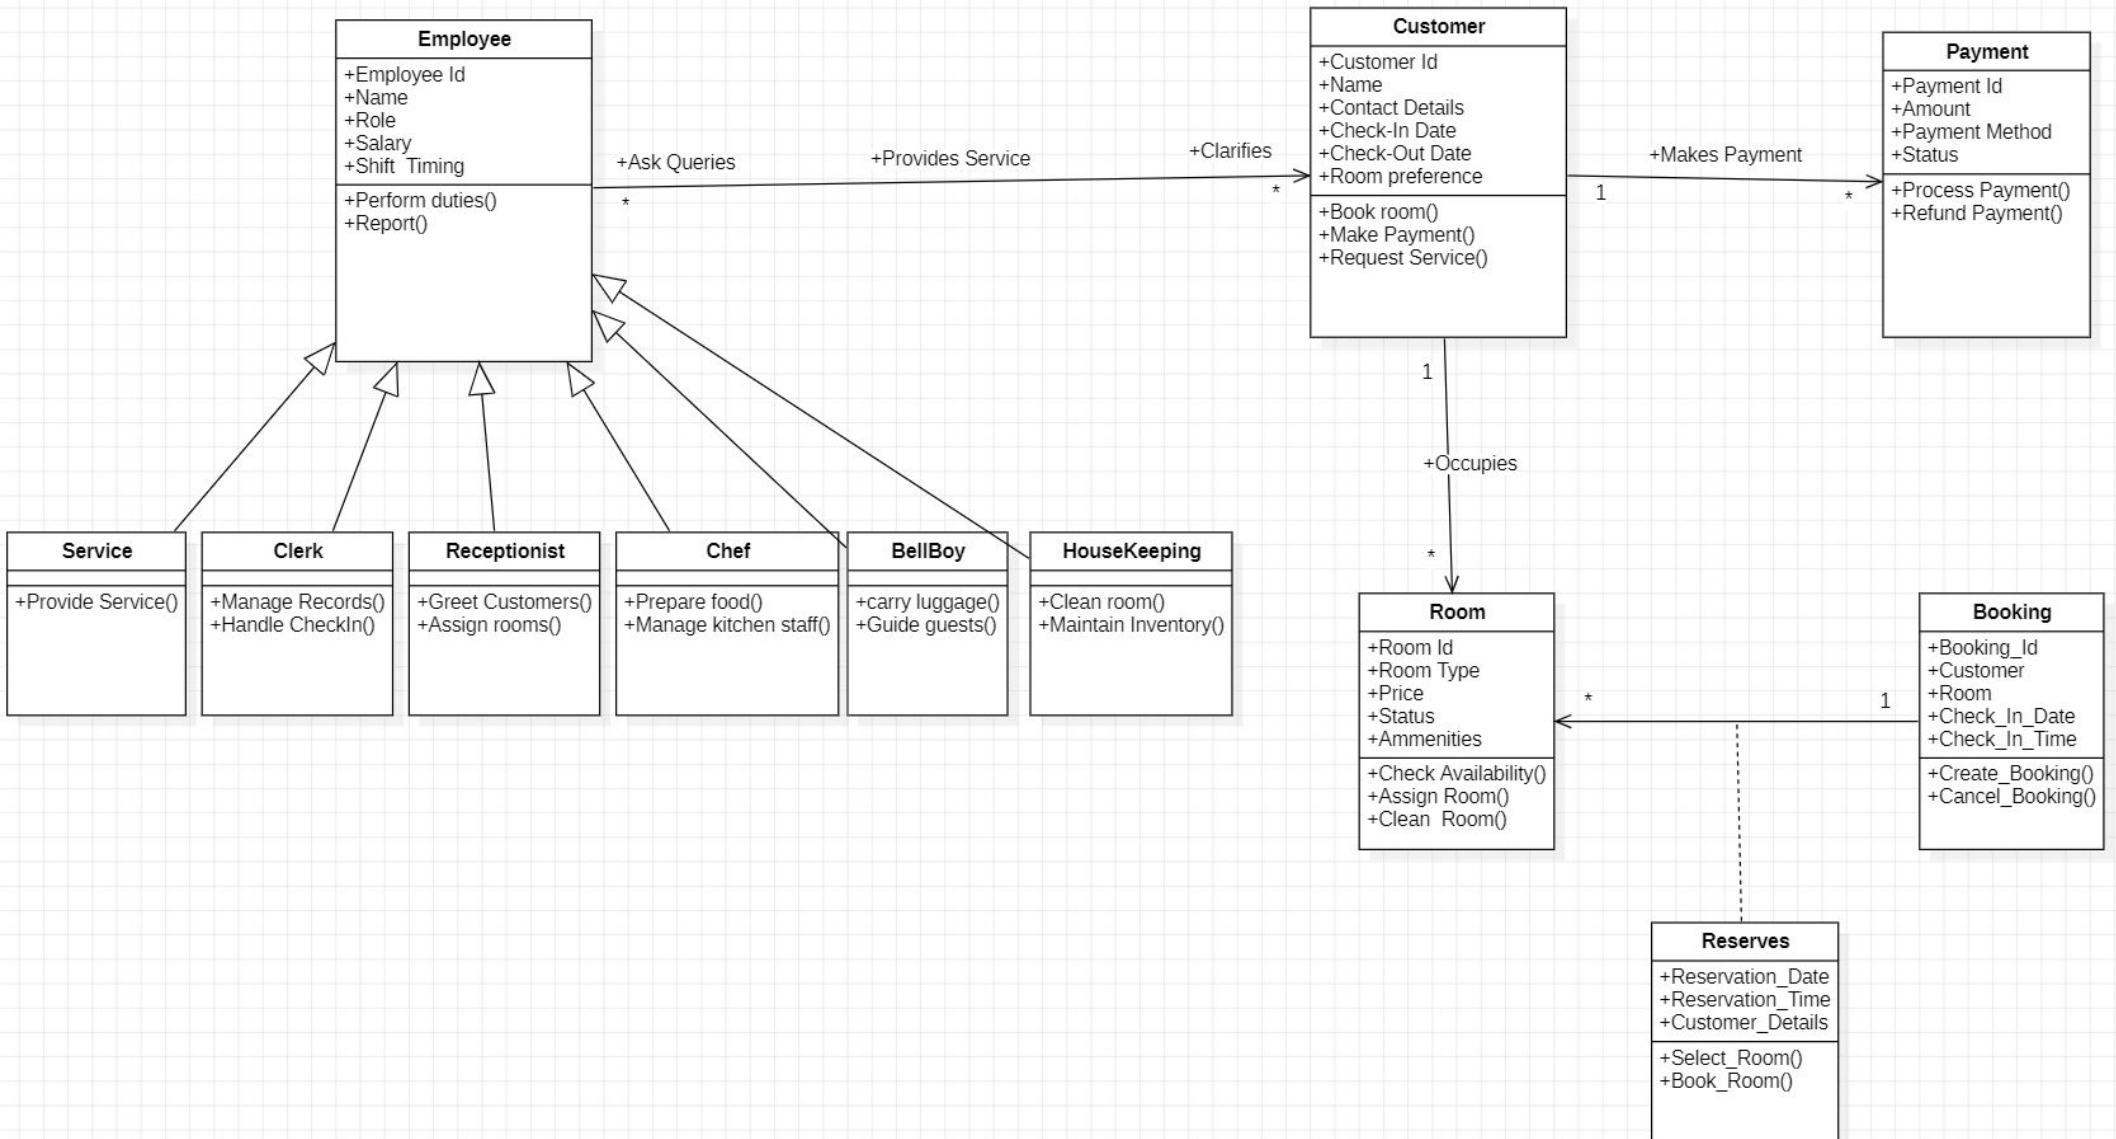 Employee
+Employee Id
+Name
+Role
+Salary
+Shift  Timing
+Perform duties()
+Report()
+Ask Queries
*
+Provides Service
+Clarifies
*
Customer
+Customer Id
+Name
+Contact Details
+Check-In Date
+Check-Out Date
+Room preference
+Book room()
+Make Payment()
+Request Service()
+Makes Payment
1
*
Payment
+Payment Id
+Amount
+Payment Method
+Status
+Process Payment()
+Refund Payment()
1
+Occupies
*
Service
+Provide Service()
Clerk
+Manage Records()
+Handle CheckIn()
Receptionist
+Greet Customers()
+Assign rooms()
Chef
+Prepare food()
+Manage kitchen staff()
BellBoy
+carry luggage()
+Guide guests()
HouseKeeping
+Clean room()
+Maintain Inventory()
Room
+Room Id
+Room Type
+Price
+Status
+Ammenities
+Check Availability()
+Assign Room()
+Clean  Room()
*
1
Booking
+Booking_Id
+Customer
+Room
+Check_In_Date
+Check_In_Time
+Create_Booking()
+Cancel_Booking()
Reserves
+Reservation_Date
+Reservation_Time
+Customer_Details
+Select_Room()
+Book_Room()